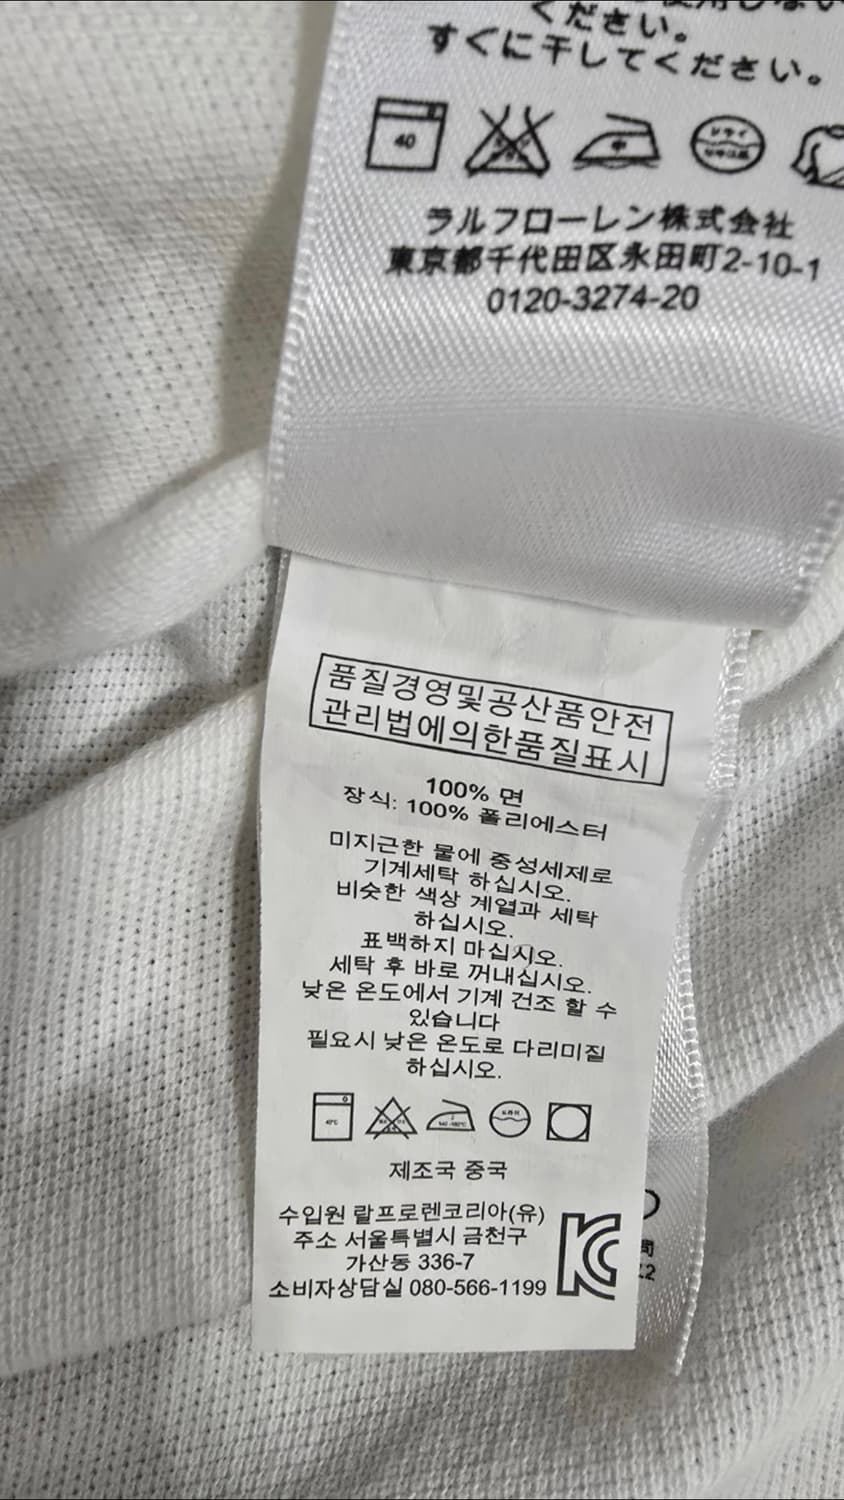 ください。
すぐに干してください。
40
中
ドライ
ラルフローレン株式会社
東京都千代田区永田町2-10-1
0120-3274-20
품질경영및공산품안전
관리법에의한품질표시
100% 면
장식: 100% 폴리에스터
미지근한 물에 중성세제로
기계세탁 하십시오.
비슷한 색상 계열과 세탁
하십시오.
표백하지 마십시오.
세탁 후 바로 꺼내십시오.
낮은 온도에서 기계 건조 할 수
있습니다
필요시 낮은 온도로 다리미질
하십시오.
제조국 중국
수입원 랄프로렌코리아(유)
주소 서울특별시 금천구
가산동 336-7
소비자상담실 080-566-1199